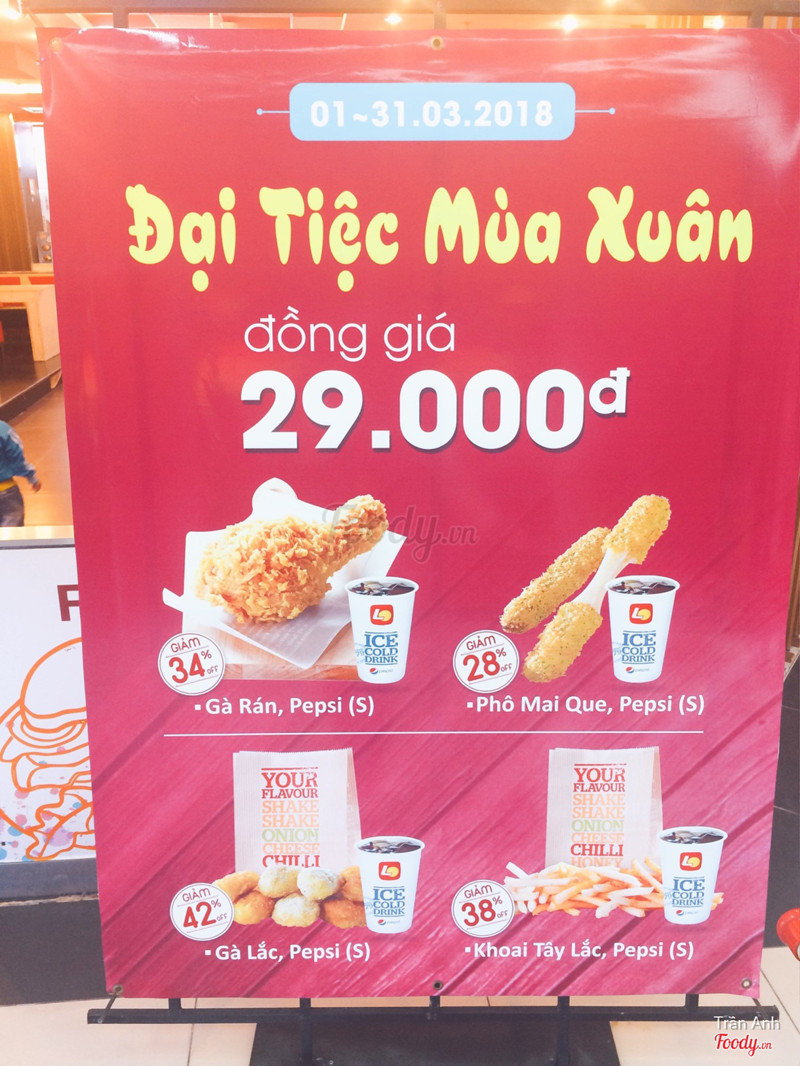 01~31.03.2018
Đại Tiệc Mùa Xuân
đồng giá
29.000đ
Foody.vn
GIẢM
34% OFF
ICE
COLD
DRINK
GIẢM
28% OFF
ICE
COLD
DRINK
▪Gà Rán, Pepsi (S)
▪Phô Mai Que, Pepsi (S)
YOUR
FLAVOUR
SHAKE
SHAKE
ONION
CHEESE
CHILLI
GIẢM
42% OFF
ICE
COLD
DRINK
YOUR
FLAVOUR
SHAKE
SHAKE
ONION
CHEESE
CHILLI
HONEY
GIẢM
38% OFF
ICE
COLD
DRINK
▪Gà Lắc, Pepsi (S)
▪Khoai Tây Lắc, Pepsi (S)
Trần Anh
Foody.vn